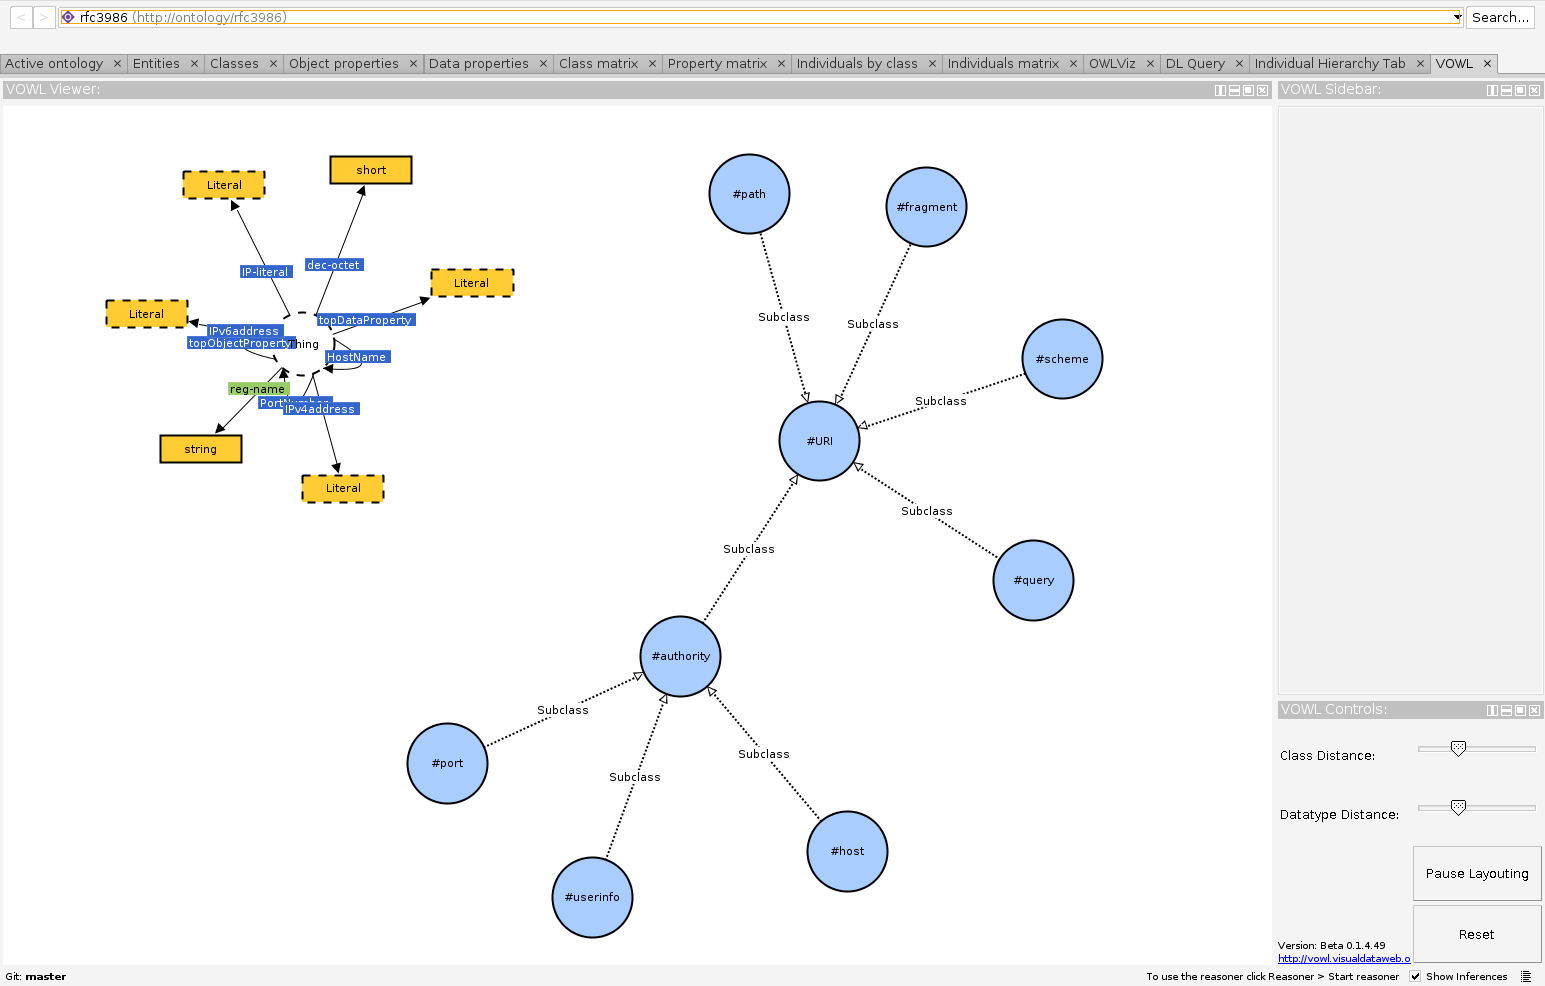 < > rfc3986 (http://ontology/rfc3986) Search...
Active ontology × Entities × Classes × Object properties × Data properties × Class matrix × Property matrix × Individuals by class × Individuals matrix × OWLViz × DL Query × Individual Hierarchy Tab × VOWL ×
VOWL Viewer:
VOWL Sidebar:
short
Literal
#path
#fragment
IP-literal
dec-octet
Literal
Literal
topDataProperty
IPv6address
topObjectProperty
Thing
HostName
reg-name
PortNumber
IPv4address
string
Literal
Subclass
Subclass
#scheme
Subclass
#URI
Subclass
Subclass
#query
#authority
Subclass
#port
Subclass
Subclass
#host
#userinfo
VOWL Controls:
Class Distance:
Datatype Distance:
Pause Layouting
Reset
Version: Beta 0.1.4.49
http://vowl.visualdataweb.o
Git: master
To use the reasoner click Reasoner > Start reasoner Show Inferences